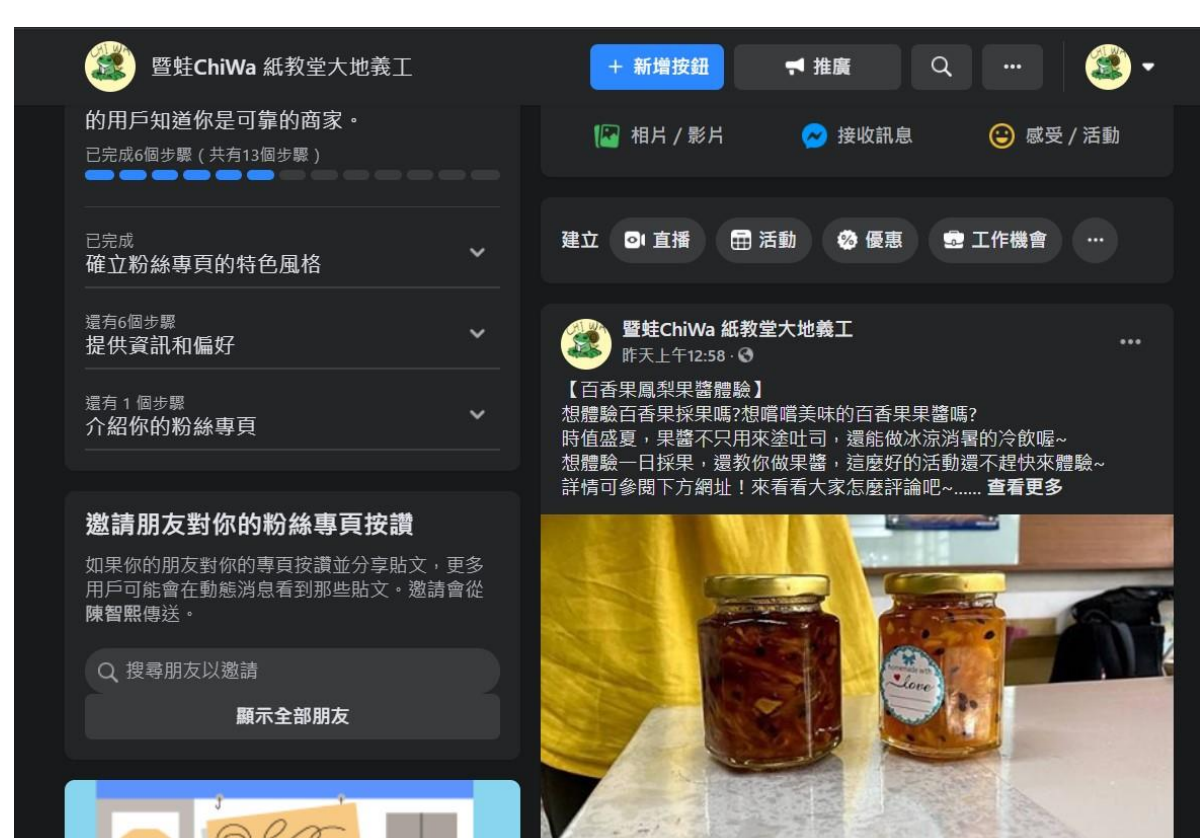 暨蛙ChiWa 紙教堂大地義工
+ 新增按鈕
推廣
的用戶知道你是可靠的商家。
已完成6個步驟（共有13個步驟）
已完成
確立粉絲專頁的特色風格
還有6個步驟
提供資訊和偏好
還有 1 個步驟
介紹你的粉絲專頁
邀請朋友對你的粉絲專頁按讚
如果你的朋友對你的專頁按讚並分享貼文，更多
用戶可能會在動態消息看到那些貼文。邀請會從
陳智熙傳送。
搜尋朋友以邀請
顯示全部朋友
相片 / 影片
接收訊息
感受 / 活動
建立
直播
活動
優惠
工作機會
暨蛙ChiWa 紙教堂大地義工
昨天上午12:58 ·
【百香果鳳梨果醬體驗】
想體驗百香果採果嗎?想嚐嚐美味的百香果果醬嗎?
時值盛夏，果醬不只用來塗吐司，還能做冰涼消暑的冷飲喔~
想體驗一日採果，還教你做果醬，這麼好的活動還不趕快來體驗~
詳情可參閱下方網址！來看看大家怎麼評論吧~...... 查看更多
homemade with
Love